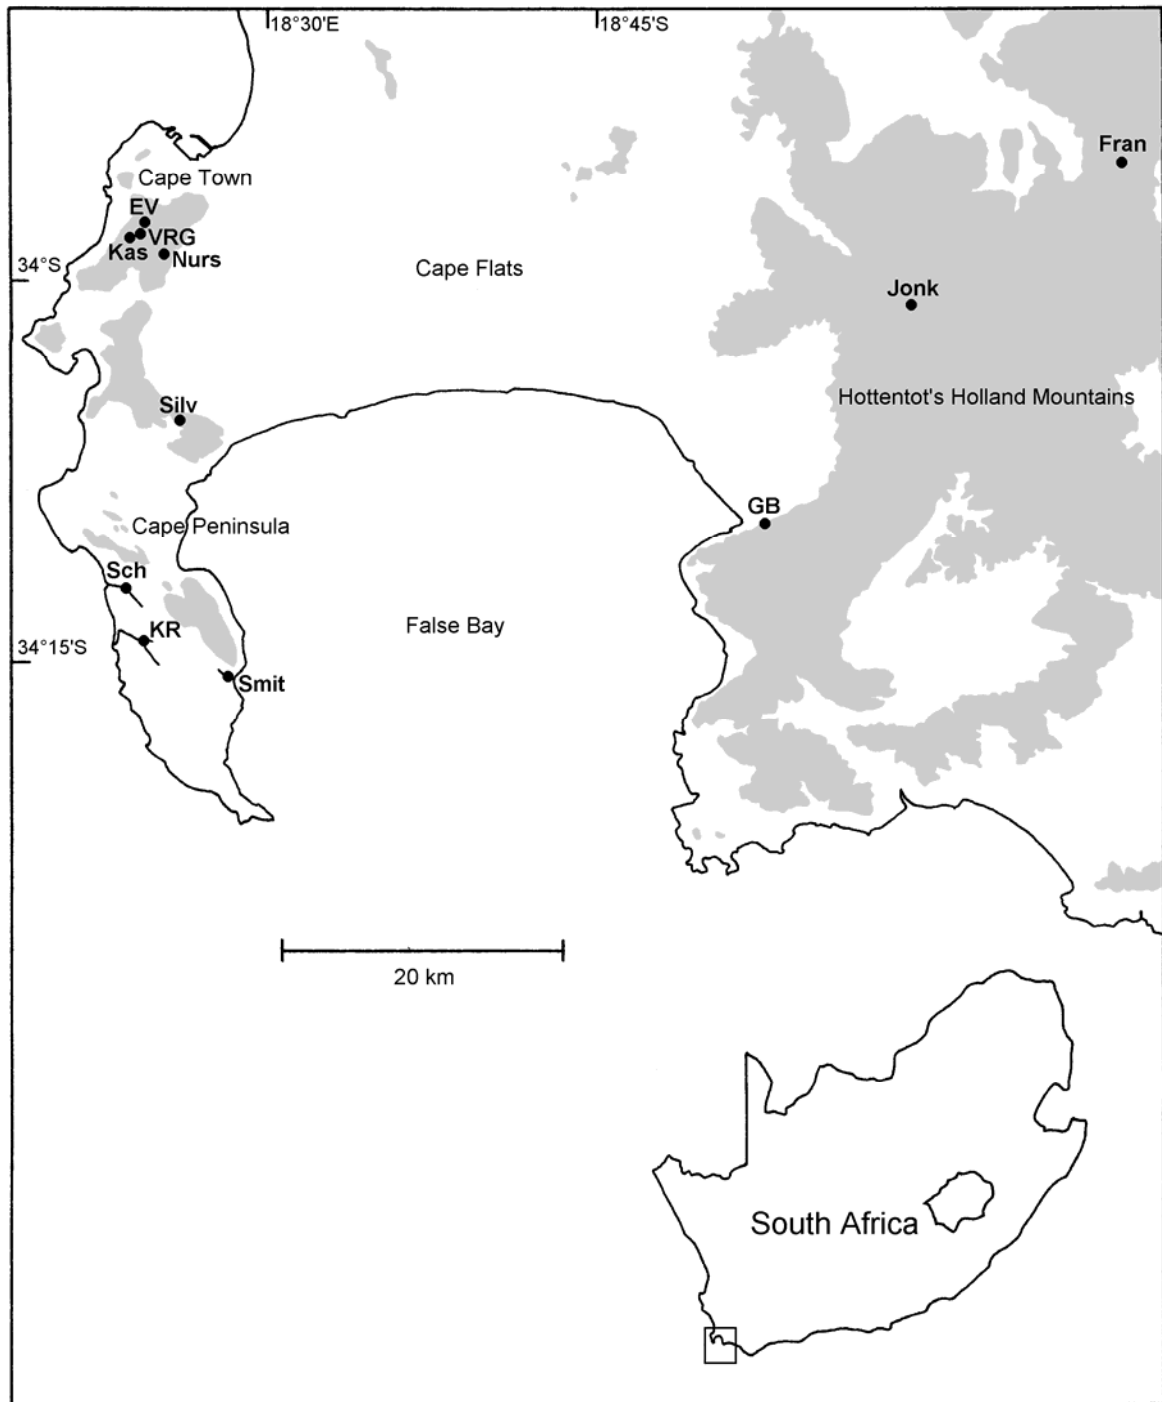 18°30'E
18°45'S
Fran
Cape Town
EV
VRG
Kas
Nurs
34°S
Cape Flats
Jonk
Hottentot's Holland Mountains
Silv
GB
Cape Peninsula
Sch
KR
False Bay
34°15'S
Smit
20 km
South Africa